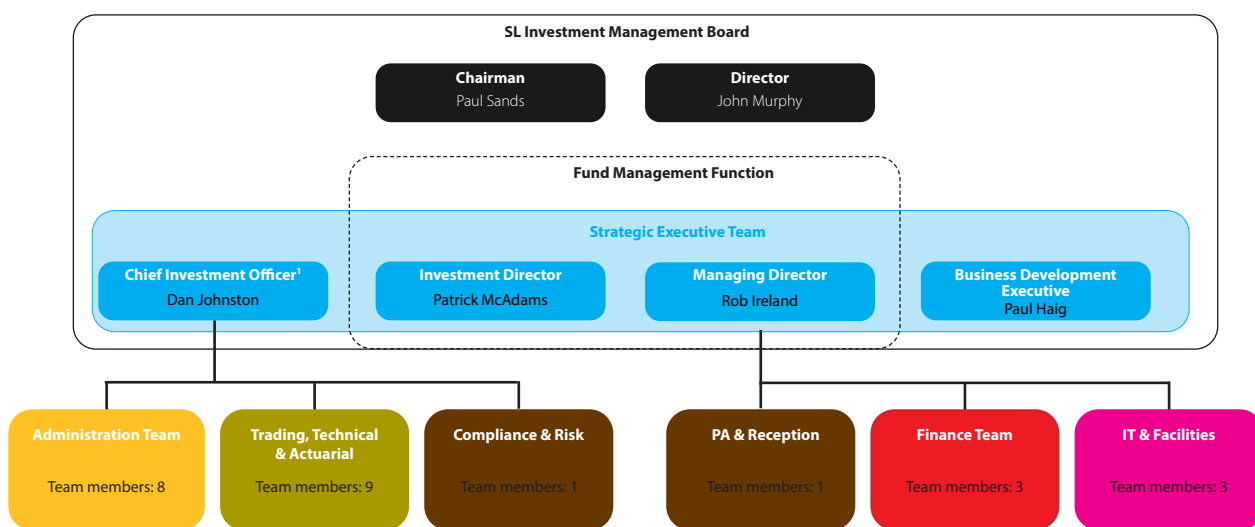 SL Investment Management Board
Chairman
Paul Sands
Director
John Murphy
Fund Management Function
Strategic Executive Team
Chief Investment Officer¹
Dan Johnston
Investment Director
Patrick McAdams
Managing Director
Rob Ireland
Business Development
Executive
Paul Haig
Administration Team
Team members: 8
Trading, Technical
& Actuarial
Team members: 9
Compliance & Risk
Team members: 1
PA & Reception
Team members: 1
Finance Team
Team members: 3
IT & Facilities
Team members: 3